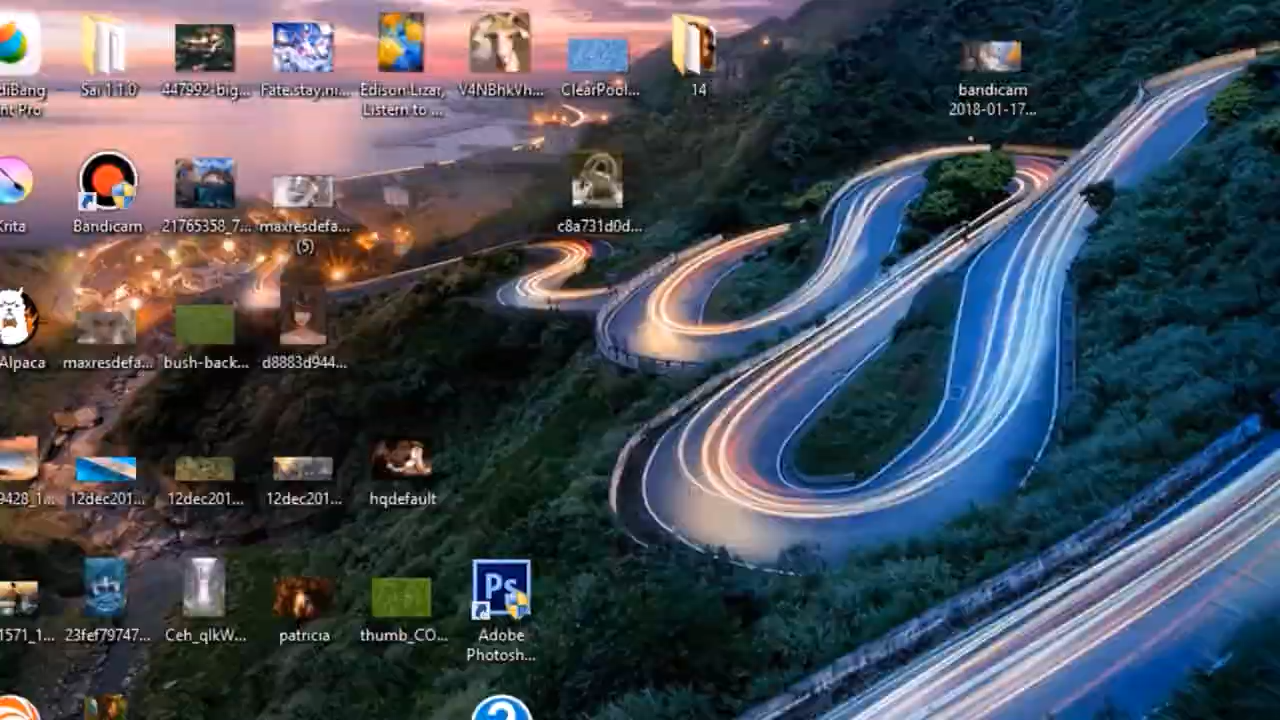 diBang
nt Pro
Sai 1.1.0
447992-big...
Fate.stay.ni...
Edison-Lizar,
Listern to ...
V4NBhkVh...
ClearPool...
14
bandicam
2018-01-17...
Krita
Bandicam
21765358_7...
maxresdefa...
(5)
c8a731d0d...
Alpaca
maxresdefa...
bush-back...
d8883d944...
9428_1...
12dec201...
12dec201...
12dec201...
hqdefault
1571_1...
23fef79747...
Ceh_qlkW...
patricia
thumb_CO...
Ps
Adobe
Photosh...
?